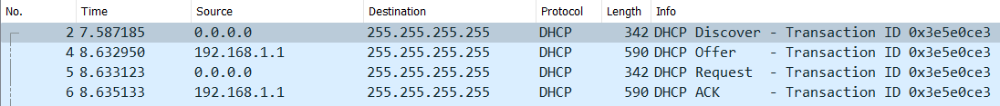 No. Time Source Destination Protocol Length Info
2 7.587185 0.0.0.0 255.255.255.255 DHCP 342 DHCP Discover - Transaction ID 0x3e5e0ce3
4 8.632950 192.168.1.1 255.255.255.255 DHCP 590 DHCP Offer - Transaction ID 0x3e5e0ce3
5 8.633123 0.0.0.0 255.255.255.255 DHCP 342 DHCP Request - Transaction ID 0x3e5e0ce3
6 8.635133 192.168.1.1 255.255.255.255 DHCP 590 DHCP ACK - Transaction ID 0x3e5e0ce3